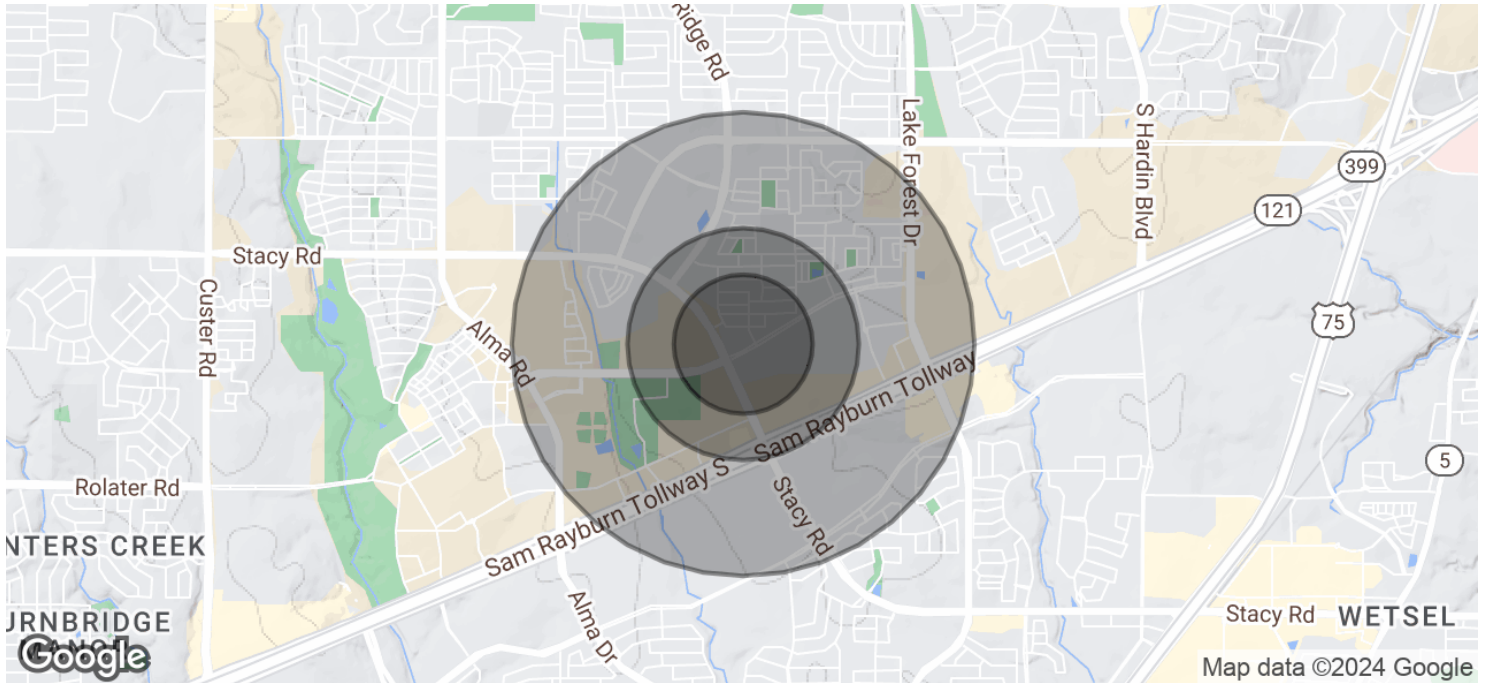 Ridge Rd
Lake Forest Dr
S Hardin Blvd
399
121
Stacy Rd
Custer Rd
75
Alma Rd
Sam Rayburn Tollway
5
Sam Rayburn Tollway S
Rolater Rd
Stacy Rd
NTERS CREEK
Alma Dr
Stacy Rd
WETSEL
URNBRIDGE
MANOR
Google
Map data ©2024 Google